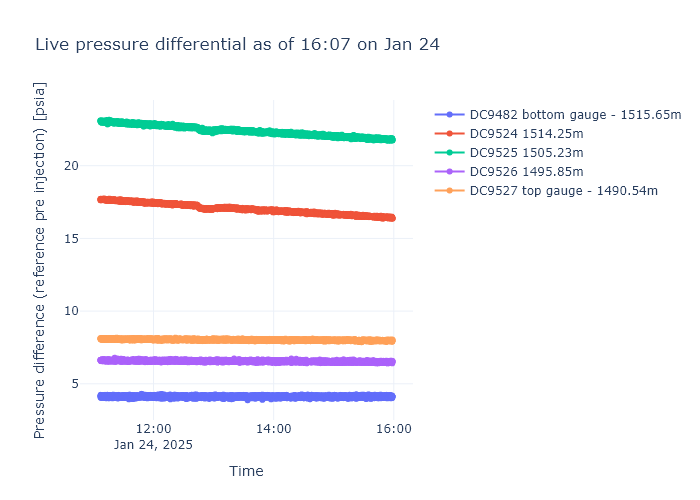 Live pressure differential as of 16:07 on Jan 24
Pressure difference (reference pre injection) [psia]
20
15
10
5
12:00
Jan 24, 2025
14:00
16:00
Time
DC9482 bottom gauge - 1515.65m
DC9524 1514.25m
DC9525 1505.23m
DC9526 1495.85m
DC9527 top gauge - 1490.54m